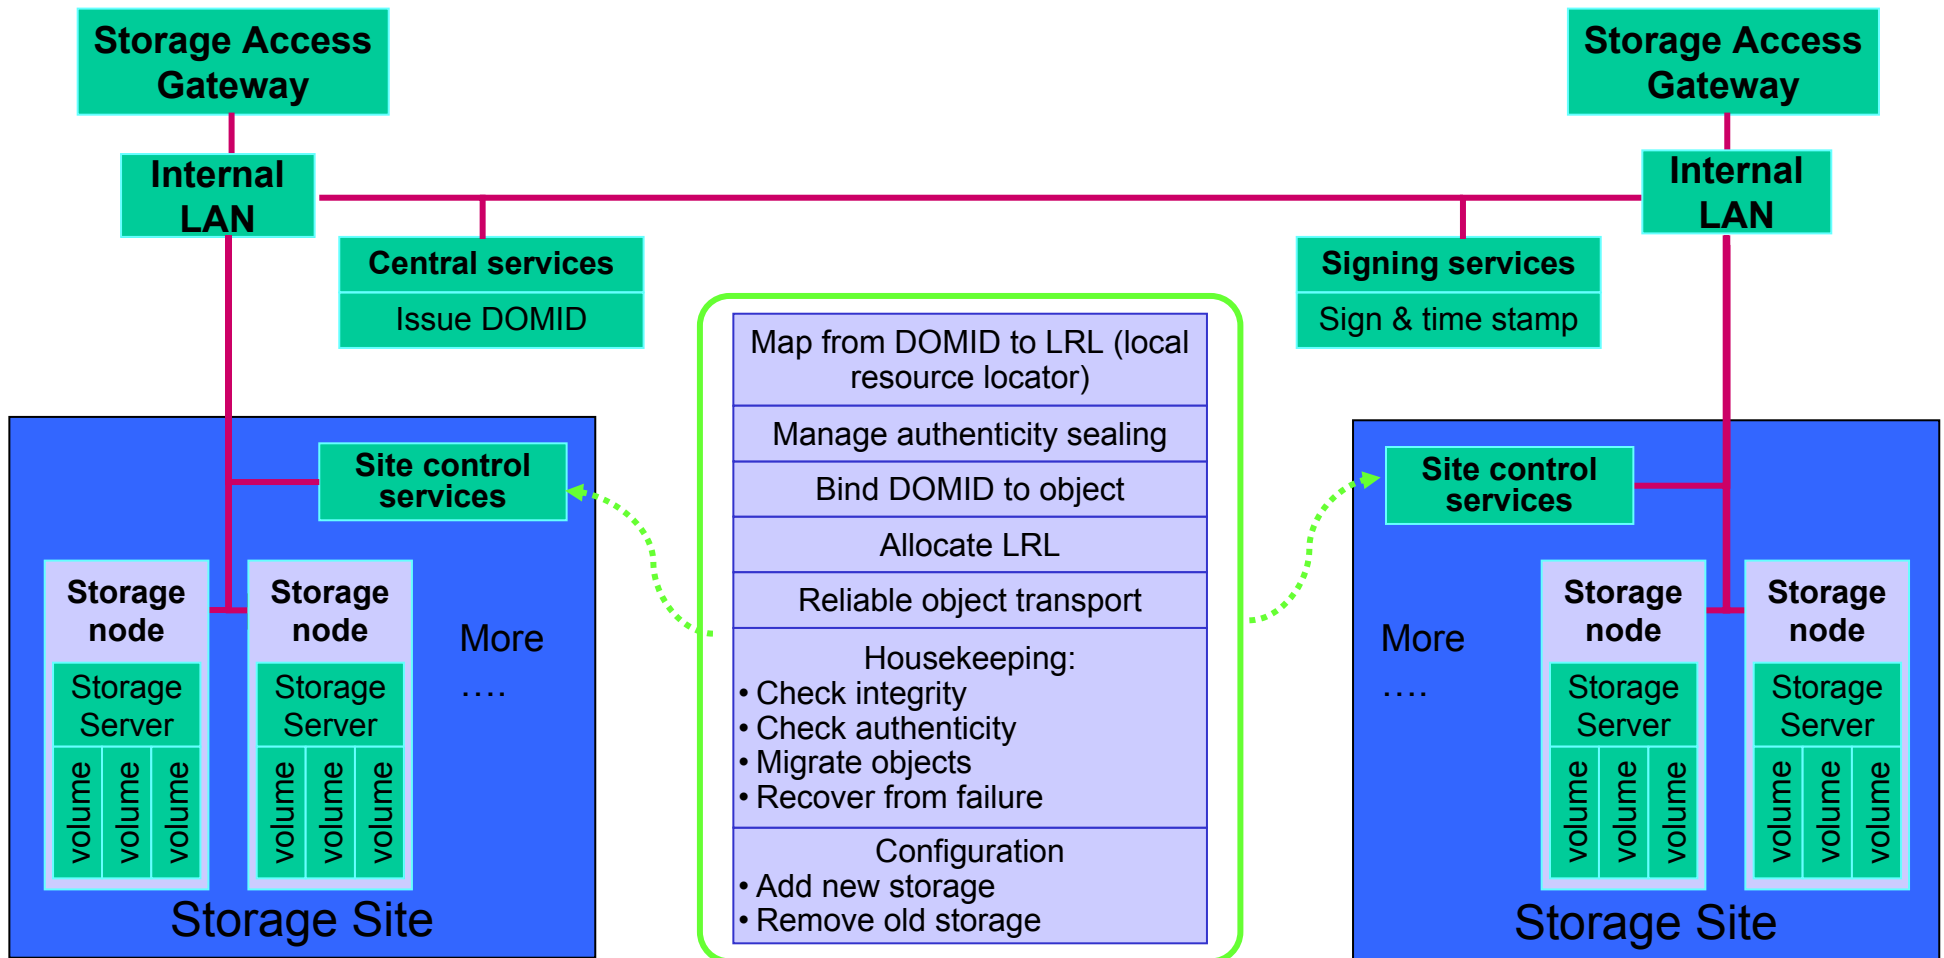 Storage Access
Gateway
Storage Access
Gateway
Internal
LAN
Internal
LAN
Central services
Issue DOMID
Signing services
Sign & time stamp
Map from DOMID to LRL (local
resource locator)
Manage authenticity sealing
Bind DOMID to object
Allocate LRL
Reliable object transport
Housekeeping:
• Check integrity
• Check authenticity
• Migrate objects
• Recover from failure
Configuration
• Add new storage
• Remove old storage
Site control
services
Storage
node
Storage
Server
volume
volume
volume
Storage
node
Storage
Server
volume
volume
volume
More
....
Storage Site
Site control
services
More
....
Storage
node
Storage
Server
volume
volume
volume
Storage
node
Storage
Server
volume
volume
volume
Storage Site